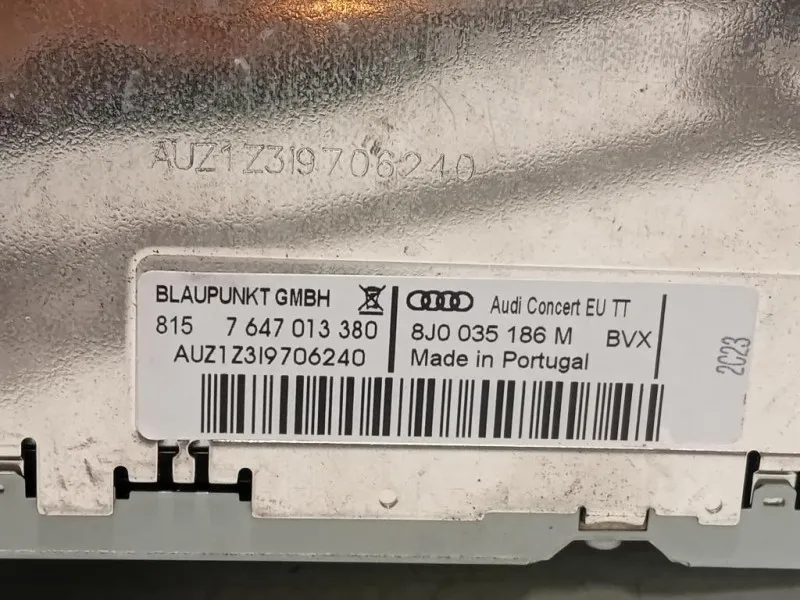 AUZ1Z3I9706240
BLAUPUNKT GMBH
815 7 647 013 380
AUZ1Z3I9706240
Audi Concert EU TT
8J0 035 186 M BVX
Made in Portugal
2C23